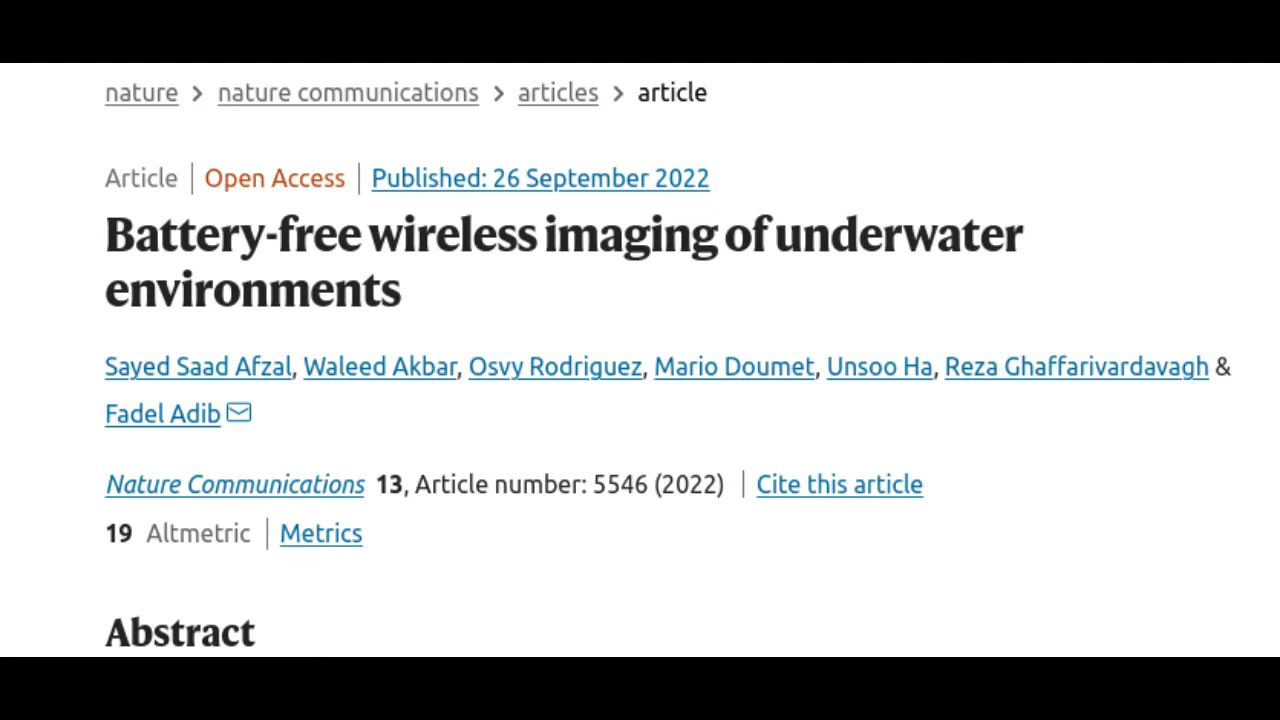 nature > nature communications > articles > article
Article | Open Access | Published: 26 September 2022
Battery-free wireless imaging of underwater
environments
Sayed Saad Afzal, Waleed Akbar, Osvy Rodriguez, Mario Doumet, Unsoo Ha, Reza Ghaffarivardavagh &
Fadel Adib
Nature Communications 13, Article number: 5546 (2022) | Cite this article
19 Altmetric | Metrics
Abstract